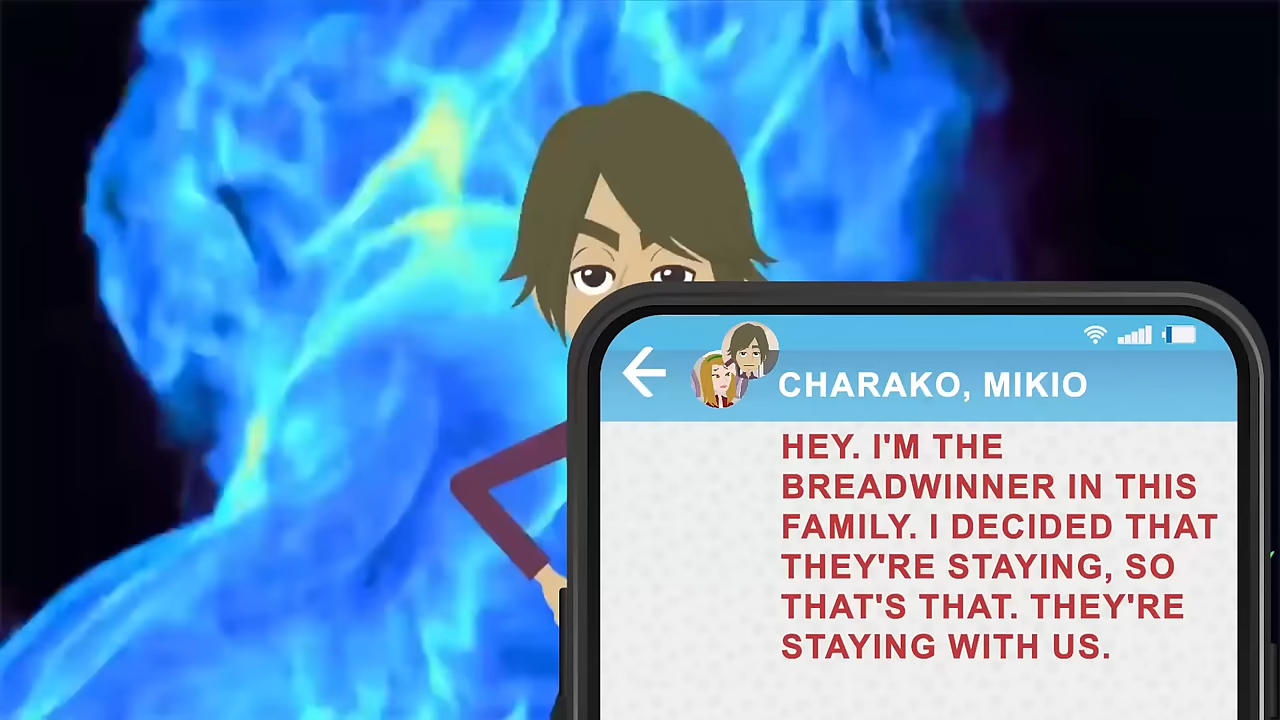 CHARAKO, MIKIO
HEY. I'M THE
BREADWINNER IN THIS
FAMILY. I DECIDED THAT
THEY'RE STAYING, SO
THAT'S THAT. THEY'RE
STAYING WITH US.